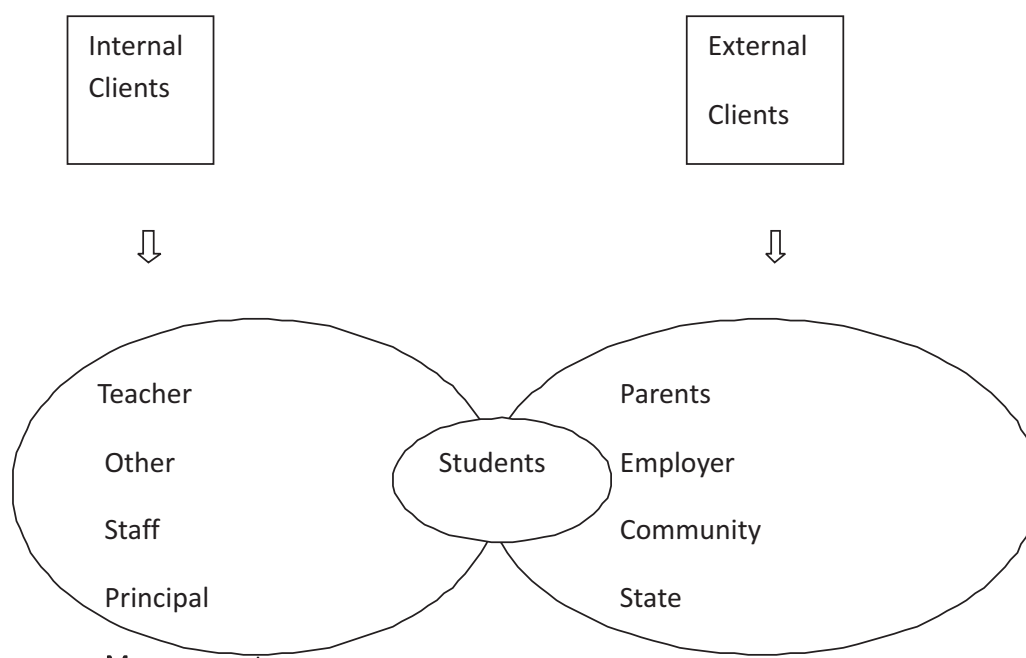 Internal
Clients
External
Clients
Teacher
Other
Staff
Principal
Students
Parents
Employer
Community
State